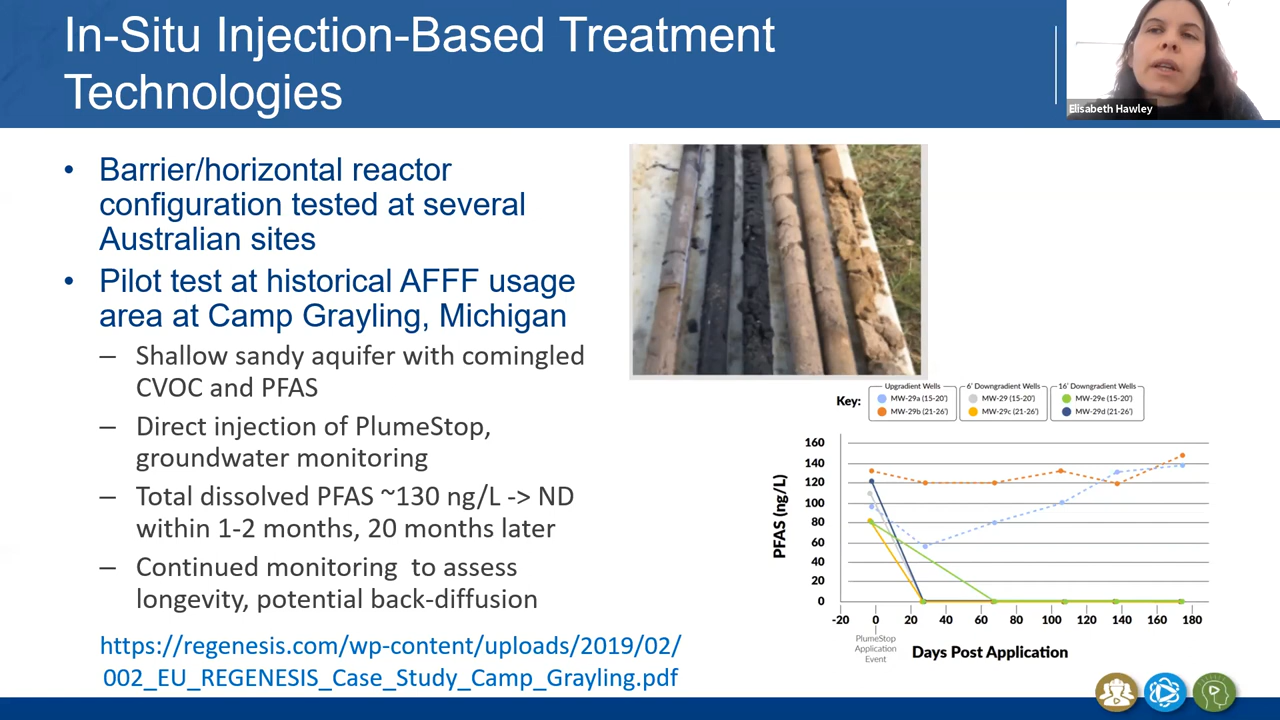 In-Situ Injection-Based Treatment
Technologies
Elisabeth Hawley
• Barrier/horizontal reactor
configuration tested at several
Australian sites
• Pilot test at historical AFFF usage
area at Camp Grayling, Michigan
– Shallow sandy aquifer with comingled
CVOC and PFAS
– Direct injection of PlumeStop,
groundwater monitoring
– Total dissolved PFAS ~130 ng/L -> ND
within 1-2 months, 20 months later
– Continued monitoring to assess
longevity, potential back-diffusion
https://regenesis.com/wp-content/uploads/2019/02/
002_EU_REGENESIS_Case_Study_Camp_Grayling.pdf
Key:
Upgradient Wells
MW-29a (15-20')
MW-29b (21-26')
6' Downgradient Wells
MW-29 (15-20')
MW-29c (21-26')
16' Downgradient Wells
MW-29e (15-20')
MW-29d (21-26')
PFAS (ng/L)
160
140
120
100
80
60
40
20
0
-20 0 20 40 60 80 100 120 140 160 180
PlumeStop
Application
Event
Days Post Application